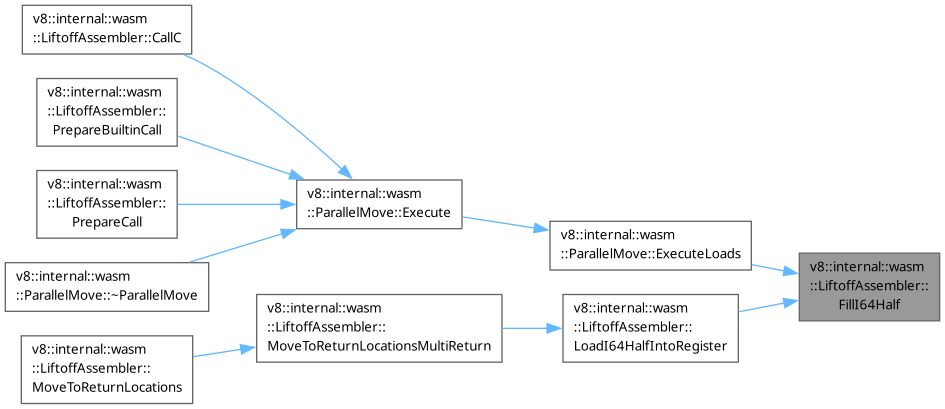 v8::internal::wasm
::LiftoffAssembler::CallC
v8::internal::wasm
::LiftoffAssembler::
PrepareBuiltinCall
v8::internal::wasm
::LiftoffAssembler::
PrepareCall
v8::internal::wasm
::ParallelMove::~ParallelMove
v8::internal::wasm
::LiftoffAssembler::
MoveToReturnLocations
v8::internal::wasm
::ParallelMove::Execute
v8::internal::wasm
::LiftoffAssembler::
MoveToReturnLocationsMultiReturn
v8::internal::wasm
::ParallelMove::ExecuteLoads
v8::internal::wasm
::LiftoffAssembler::
LoadI64HalfIntoRegister
v8::internal::wasm
::LiftoffAssembler::
FillI64Half